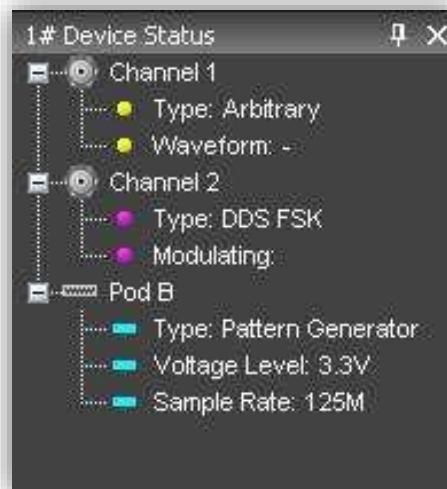 1# Device Status
Channel 1
Type: Arbitrary
Waveform: -
Channel 2
Type: DDS FSK
Modulating:
Pod B
Type: Pattern Generator
Voltage Level: 3.3V
Sample Rate: 125M